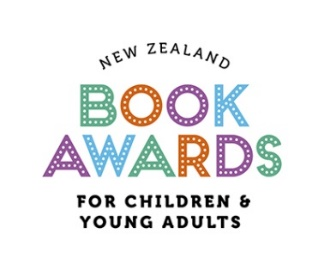 NEW ZEALAND
BOOK
AWARDS
FOR CHILDREN &
YOUNG ADULTS